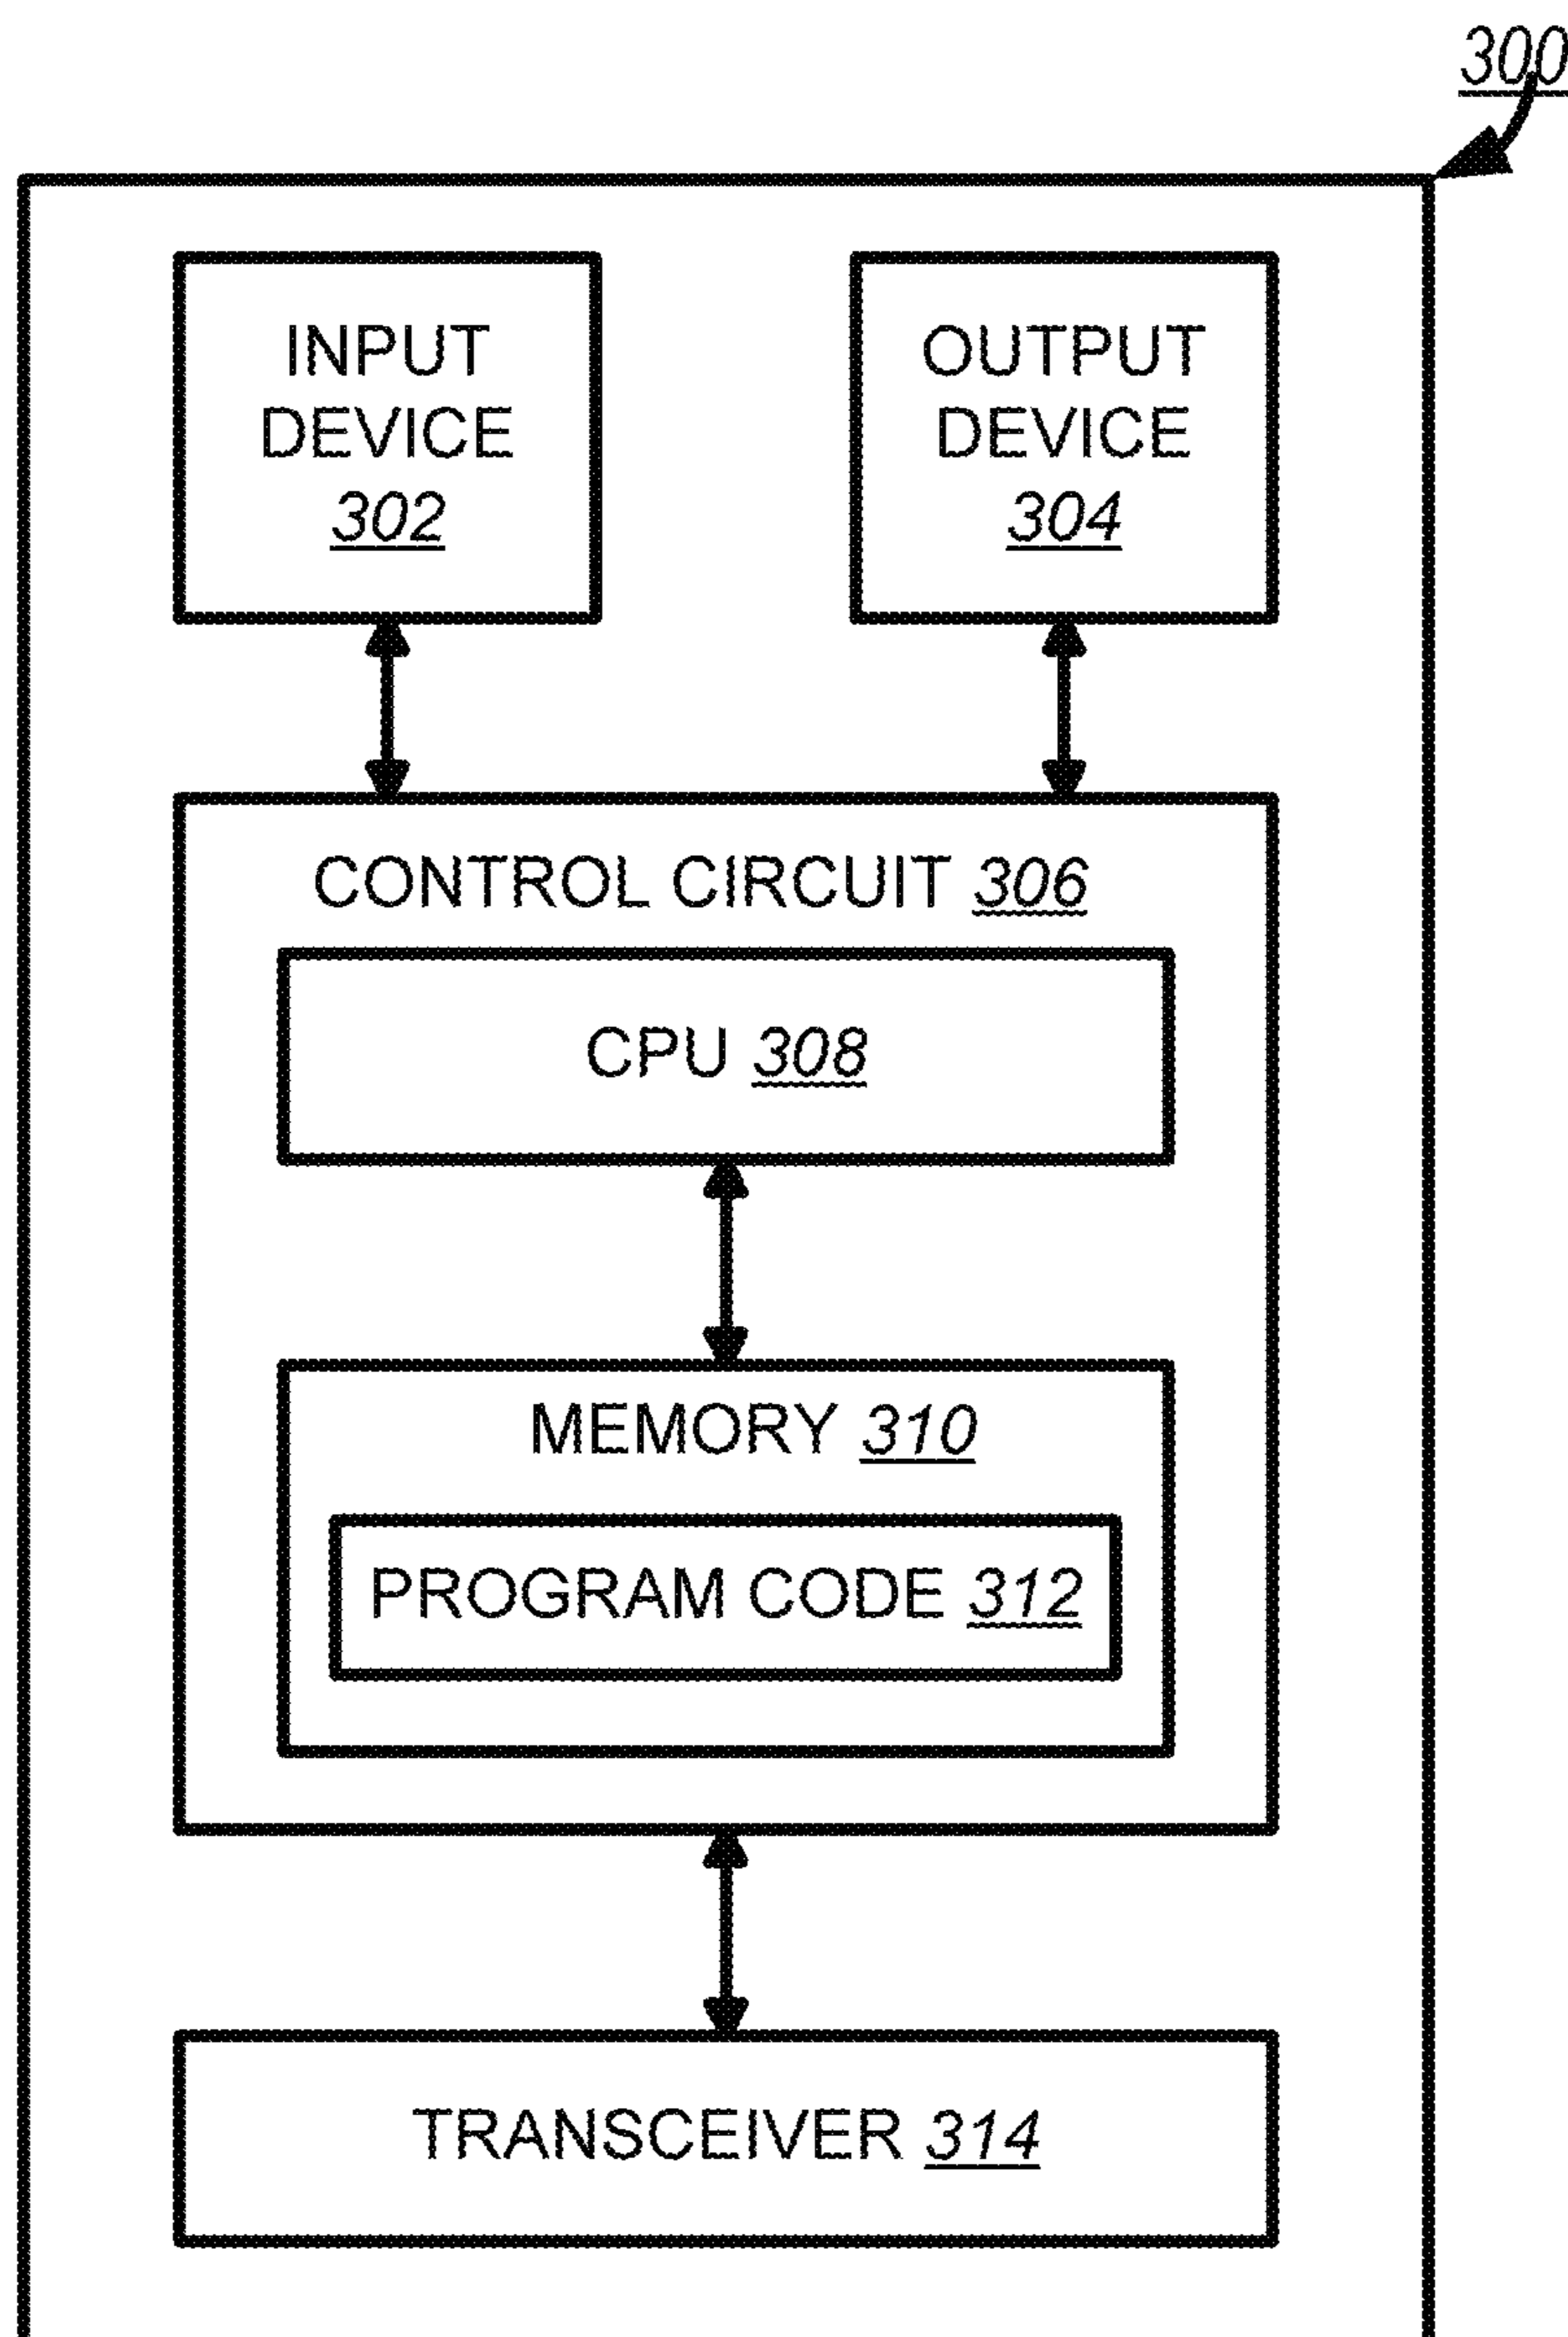 300
INPUT
DEVICE
302
OUTPUT
DEVICE
304
CONTROL CIRCUIT 306
CPU 308
MEMORY 310
PROGRAM CODE 312
TRANSCEIVER 314